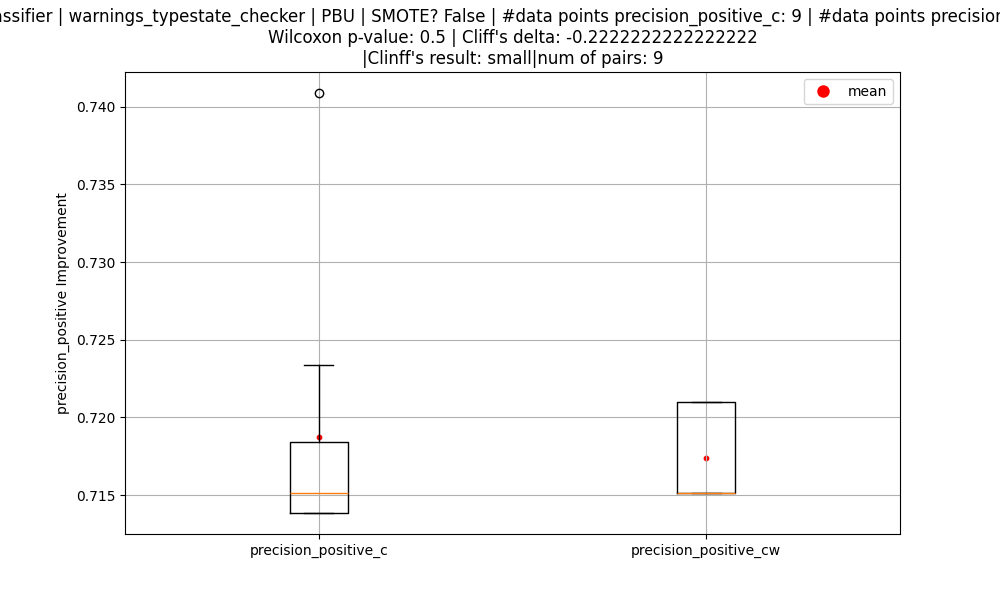 | warnings_typestate_checker | PBU | SMOTE? False | #data points precision_positive_c: 9 | #data points
Wilcoxon p-value: 0.5 | Cliff's delta: -0.2222222222222222
|Clinff's result: small|num of pairs: 9
mean
0.740
0.735
0.730
0.725
0.720
0.715
precision_positive Improvement
precision_positive_c
precision_positive_cw